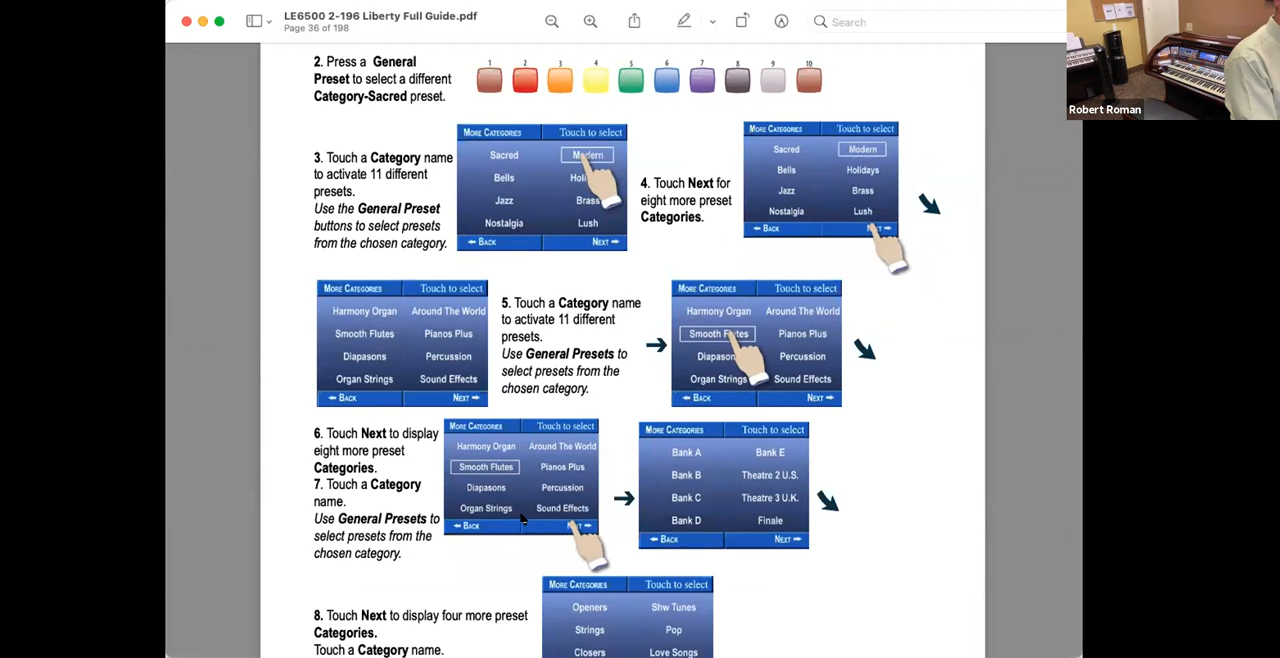 LE6500 2-196 Liberty Full Guide.pdf
Page 36 of 198
Search
Robert Roman
2. Press a General
Preset to select a different
Category-Sacred preset.
1 2 3 4 5 6 7 8 9 10
3. Touch a Category name
to activate 11 different
presets.
Use the General Preset
buttons to select presets
from the chosen category.
MORE CATEGORIES Touch to select
Sacred Modern
Bells
Jazz Brass
Nostalgia Lush
BACK NEXT
4. Touch Next for
eight more preset
Categories.
MORE CATEGORIES Touch to select
Sacred Modern
Bells Holidays
Jazz Brass
Nostalgia Lush
BACK
MORE CATEGORIES Touch to select
Harmony Organ Around The World
Smooth Flutes Pianos Plus
Diapasons Percussion
Organ Strings Sound Effects
BACK NEXT
5. Touch a Category name
to activate 11 different
presets.
Use General Presets to
select presets from the
chosen category.
MORE CATEGORIES Touch to select
Harmony Organ Around The World
Smooth Flutes Pianos Plus
Percussion
Organ Strings Sound Effects
BACK NEXT
6. Touch Next to display
eight more preset
Categories.
7. Touch a Category
name.
Use General Presets to
select presets from the
chosen category.
MORE CATEGORIES Touch to select
Harmony Organ Around The World
Smooth Flutes Pianos Plus
Diapasons Percussion
Organ Strings Sound Effects
BACK
MORE CATEGORIES Touch to select
Bank A Bank E
Bank B Theatre 2 U.S.
Bank C Theatre 3 U.K.
Bank D Finale
BACK NEXT
8. Touch Next to display four more preset
Categories.
Touch a Category name.
MORE CATEGORIES Touch to select
Openers Shw Tunes
Strings Pop
Closers Love Songs